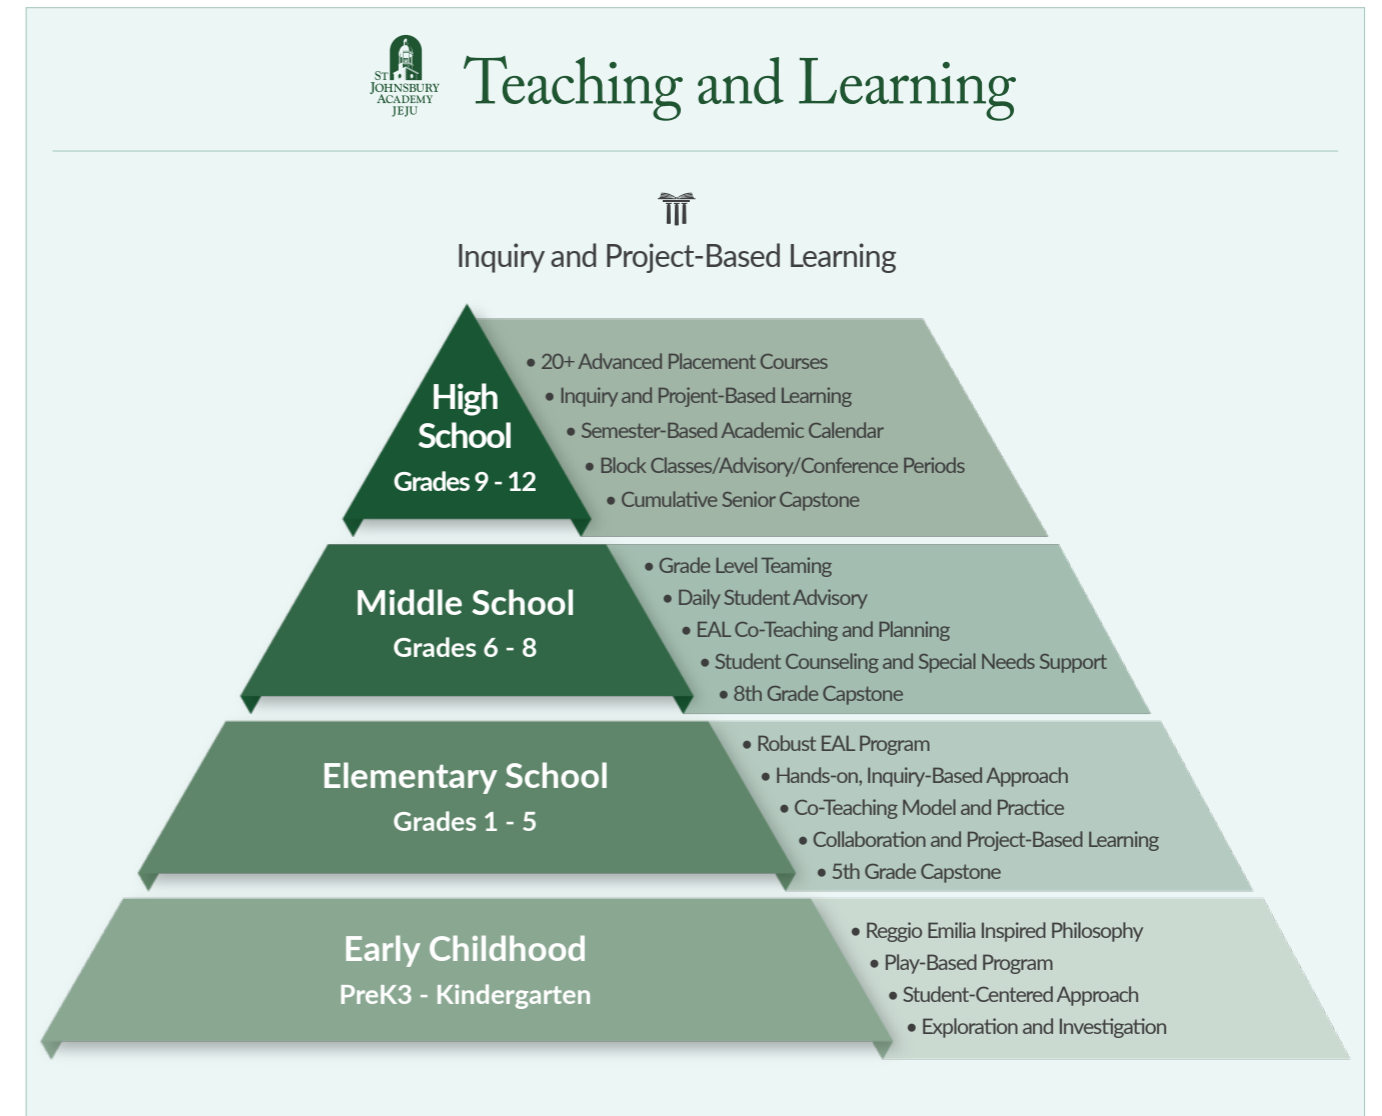 ST
JOHNSBURY
ACADEMY
JEJU
Teaching and Learning
Inquiry and Project-Based Learning
High
School
Grades 9 - 12
• 20+ Advanced Placement Courses
• Inquiry and Projent-Based Learning
• Semester-Based Academic Calendar
• Block Classes/Advisory/Conference Periods
• Cumulative Senior Capstone
Middle School
Grades 6 - 8
• Grade Level Teaming
• Daily Student Advisory
• EAL Co-Teaching and Planning
• Student Counseling and Special Needs Support
• 8th Grade Capstone
Elementary School
Grades 1 - 5
• Robust EAL Program
• Hands-on, Inquiry-Based Approach
• Co-Teaching Model and Practice
• Collaboration and Project-Based Learning
• 5th Grade Capstone
Early Childhood
PreK3 - Kindergarten
• Reggio Emilia Inspired Philosophy
• Play-Based Program
• Student-Centered Approach
• Exploration and Investigation